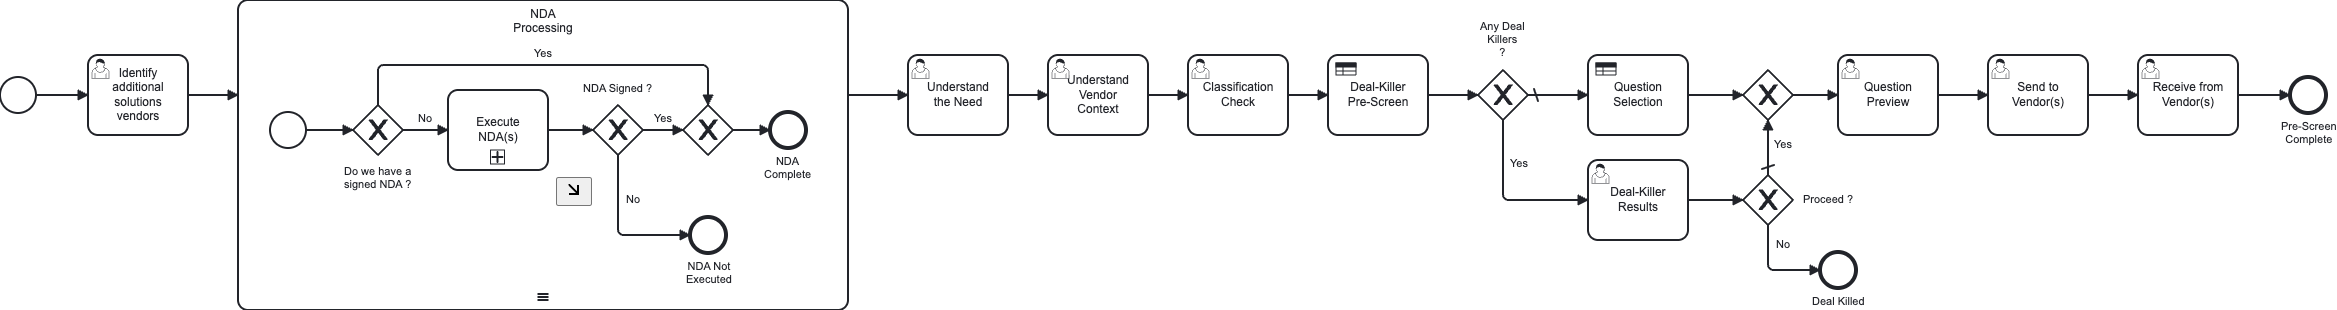 Identify
additional
solutions
vendors
NDA
Processing
Yes
Do we have a
signed NDA ?
No
Execute
NDA(s)
NDA Signed ?
Yes
No
NDA
Complete
NDA Not
Executed
Understand
the Need
Understand
Vendor
Context
Classification
Check
Deal-Killer
Pre-Screen
Any Deal
Killers
?
Yes
Question
Selection
Deal-Killer
Results
Yes
Proceed ?
No
Deal Killed
Question
Preview
Send to
Vendor(s)
Receive from
Vendor(s)
Pre-Screen
Complete